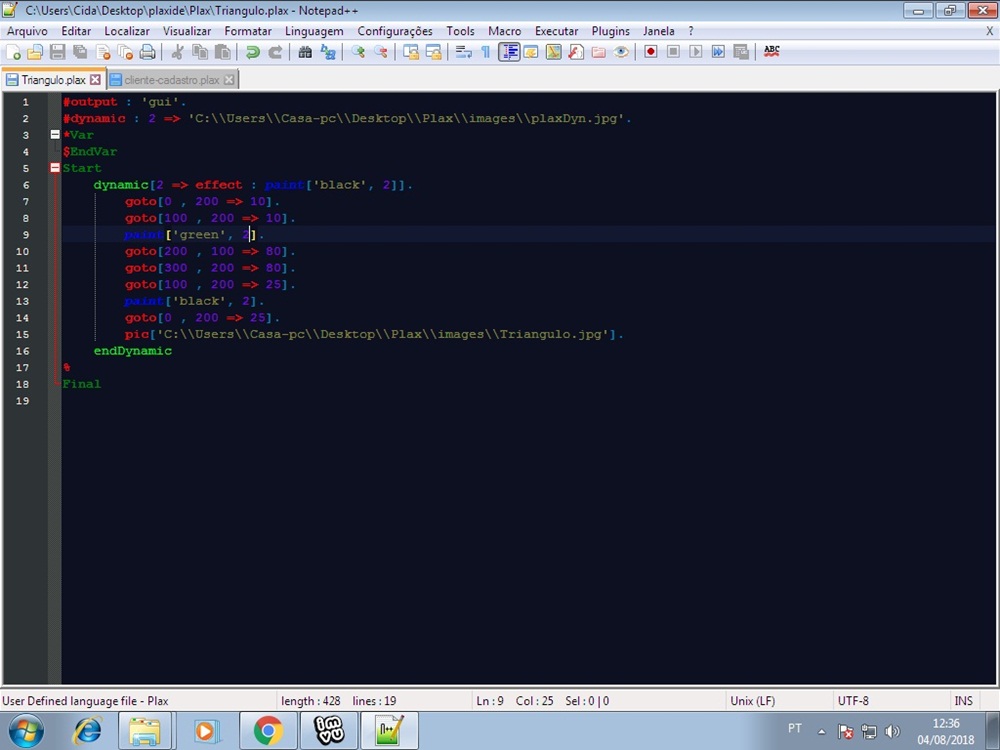 C:\Users\Cida\Desktop\plaxide\Plax\Triangulo.plax - Notepad++
Arquivo Editar Localizar Visualizar Formatar Linguagem Configurações Tools Macro Executar Plugins Janela ? X
ABC
Triangulo.plax cliente-cadastro.plax
1 #output : 'gui'.
2 #dynamic : 2 => 'C:\\Users\\Casa-pc\\Desktop\\Plax\\images\\plaxDyn.jpg'.
3 *Var
4 $EndVar
5 Start
6 dynamic[2 => effect : paint['black', 2]].
7 goto[0 , 200 => 10].
8 goto[100 , 200 => 10].
9 paint['green', 2].
10 goto[200 , 100 => 80].
11 goto[300 , 200 => 80].
12 goto[100 , 200 => 25].
13 paint['black', 2].
14 goto[0 , 200 => 25].
15 pic['C:\\Users\\Casa-pc\\Desktop\\Plax\\images\\Triangulo.jpg'].
16 endDynamic
17 %
18 Final
19
User Defined language file - Plax length : 428 lines : 19 Ln : 9 Col : 25 Sel : 0 | 0 Unix (LF) UTF-8 INS
imvu n++ PT 12:36
04/08/2018